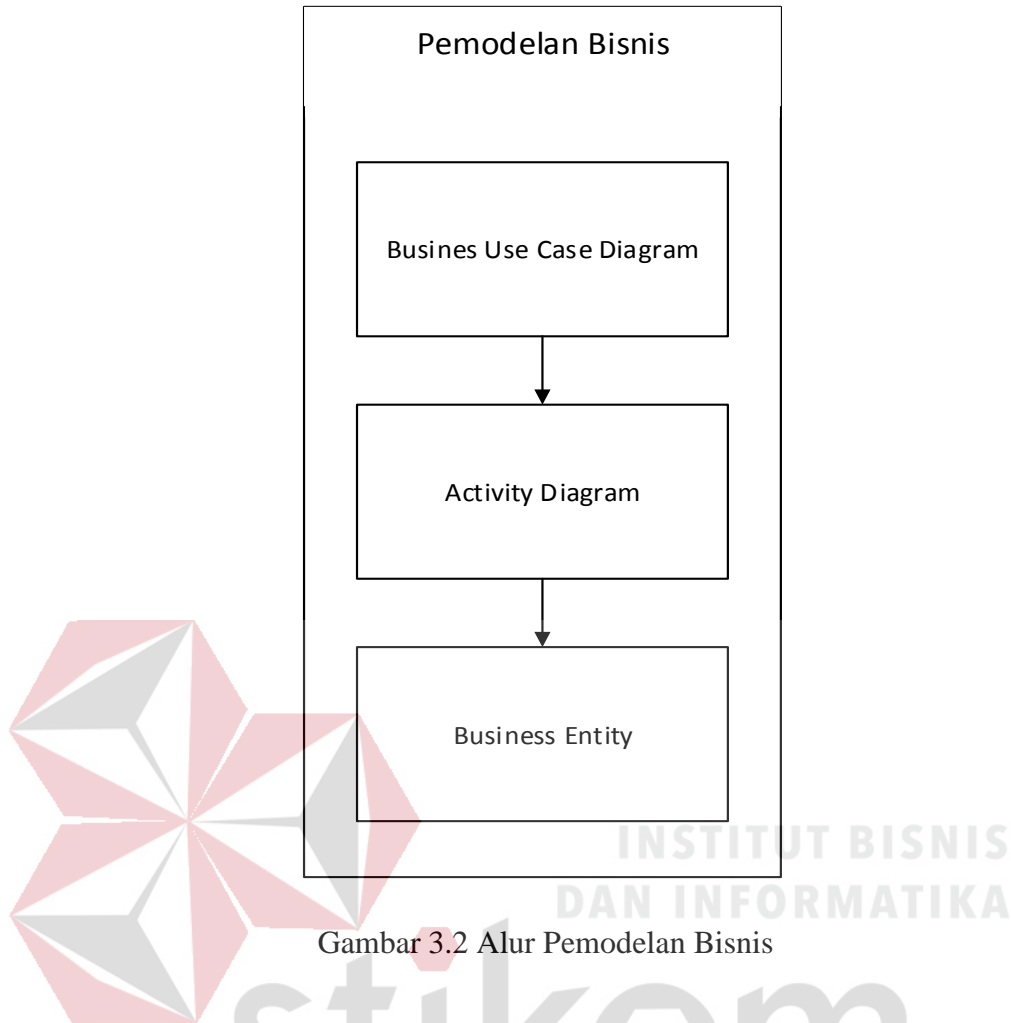 Pemodelan Bisnis
Busines Use Case Diagram
Activity Diagram
Business Entity
INSTITUT BISNIS
DAN INFORMATIKA
Gambar 3.2 Alur Pemodelan Bisnis
stikom